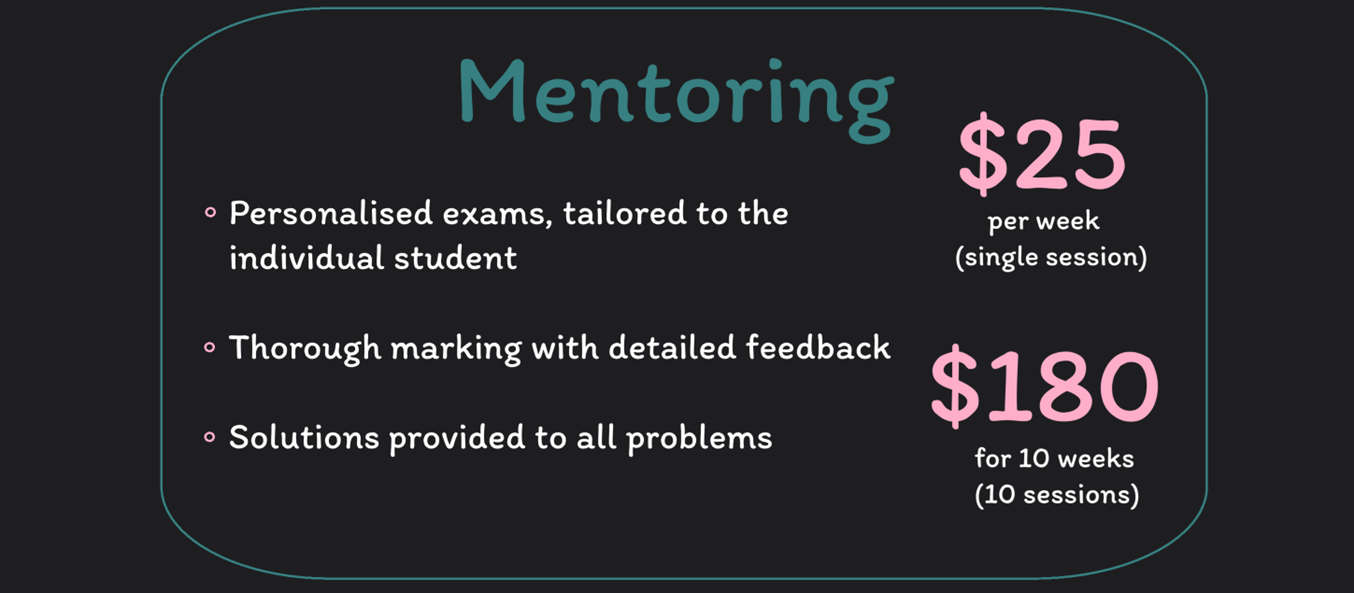 Mentoring
Personalised exams, tailored to the
individual student
Thorough marking with detailed feedback
Solutions provided to all problems
$25
per week
(single session)
$180
for 10 weeks
(10 sessions)